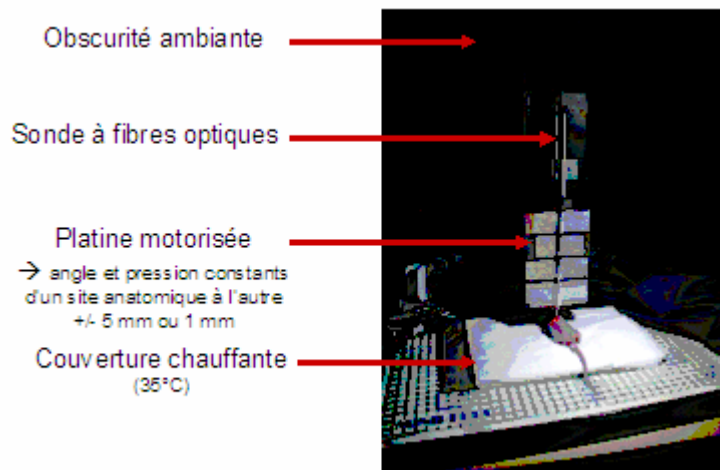 Obscurité ambiante
Sonde à fibres optiques
Platine motorisée
→ angle et pression constants
d'un site anatomique à l'autre
+/- 5 mm ou 1 mm
Couverture chauffante
(35°C)